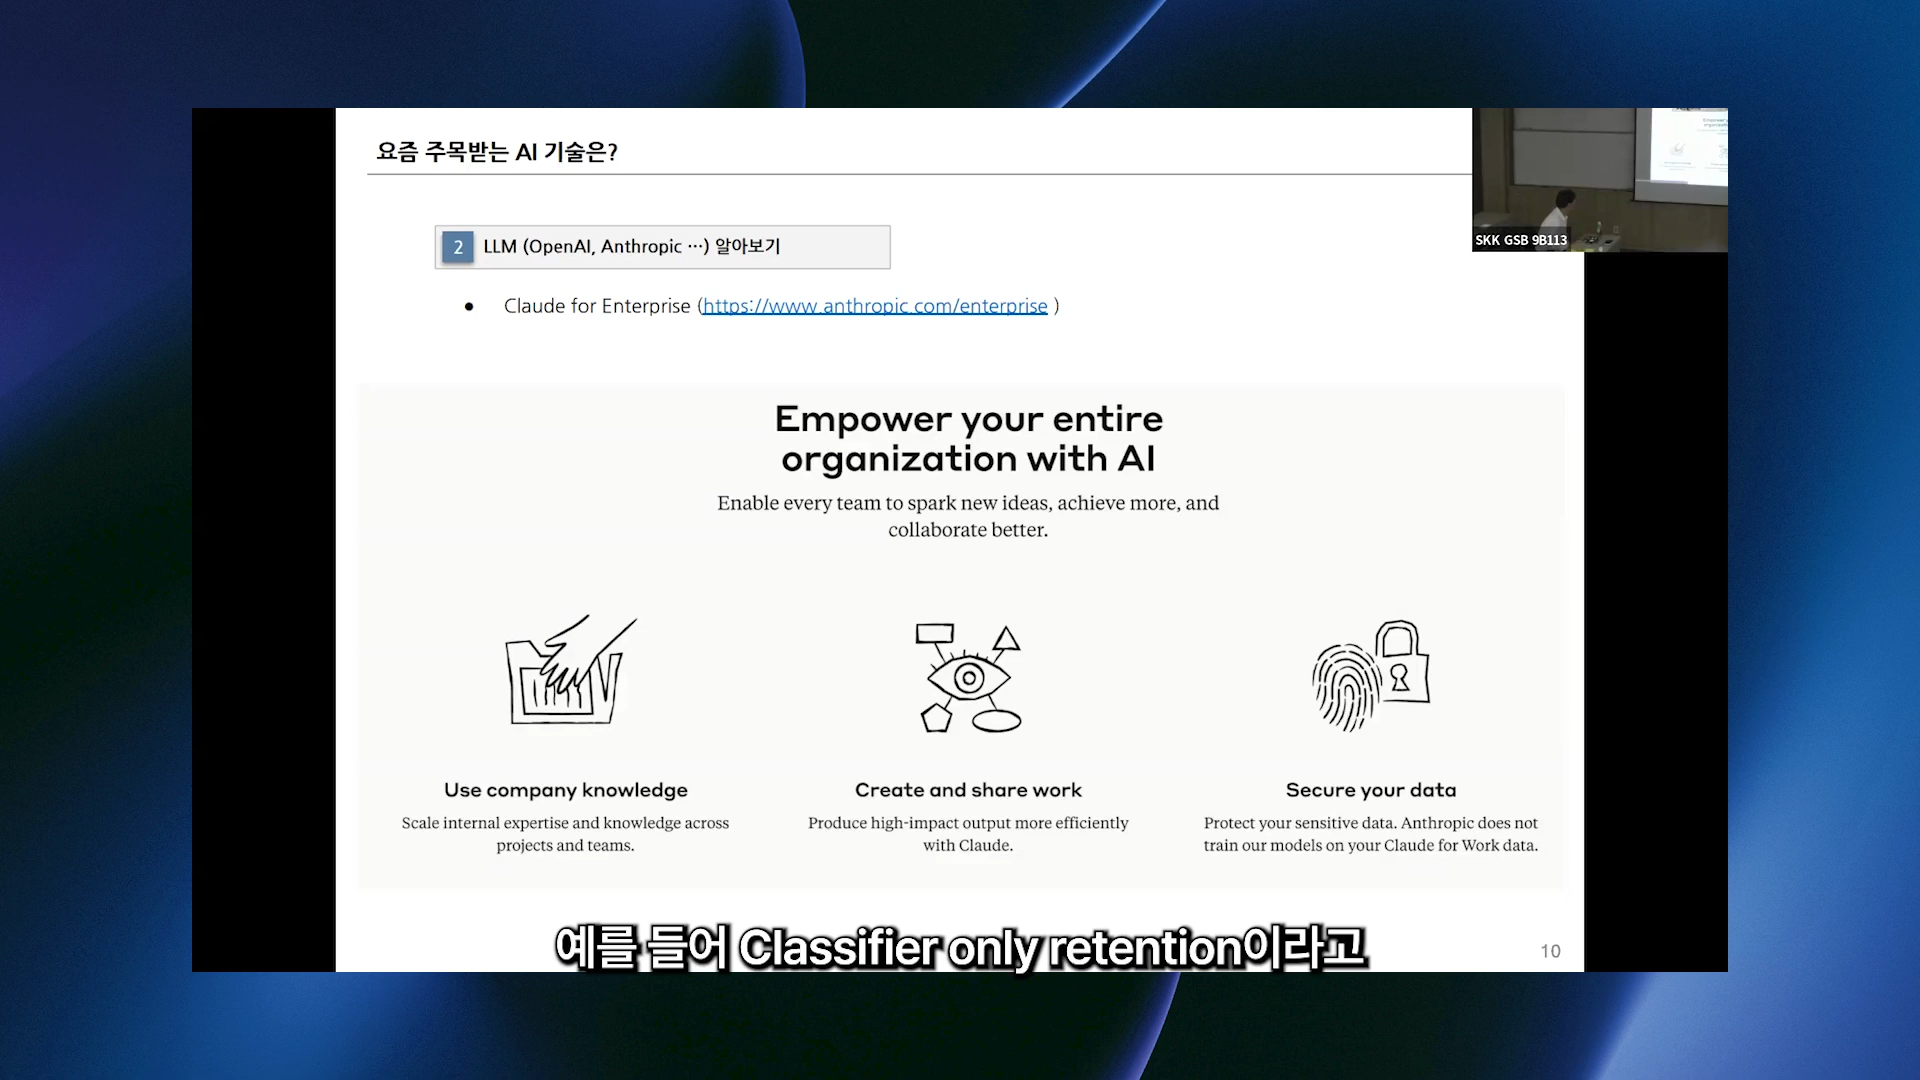 요즘 주목받는 AI 기술은?
SKK GSB 9B113
2 LLM (OpenAI, Anthropic ⋯) 알아보기
● Claude for Enterprise (https://www.anthropic.com/enterprise )
Empower your entire
organization with AI
Enable every team to spark new ideas, achieve more, and
collaborate better.
Use company knowledge
Scale internal expertise and knowledge across
projects and teams.
Create and share work
Produce high-impact output more efficiently
with Claude.
Secure your data
Protect your sensitive data. Anthropic does not
train our models on your Claude for Work data.
예를 들어 Classifier only retention이라고
10